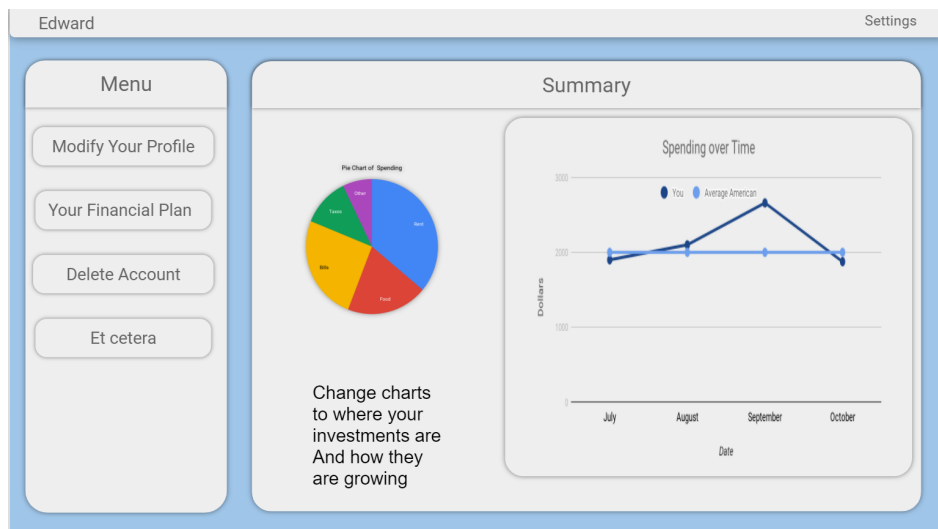 Edward
Settings
Menu
Modify Your Profile
Your Financial Plan
Delete Account
Et cetera
Summary
Pie Chart of Spending
Other
Rent
Taxes
Bills
Food
Change charts
to where your
investments are
And how they
are growing
Spending over Time
3000
You
Average American
2000
Dollars
1000
0
July
August
September
October
Date